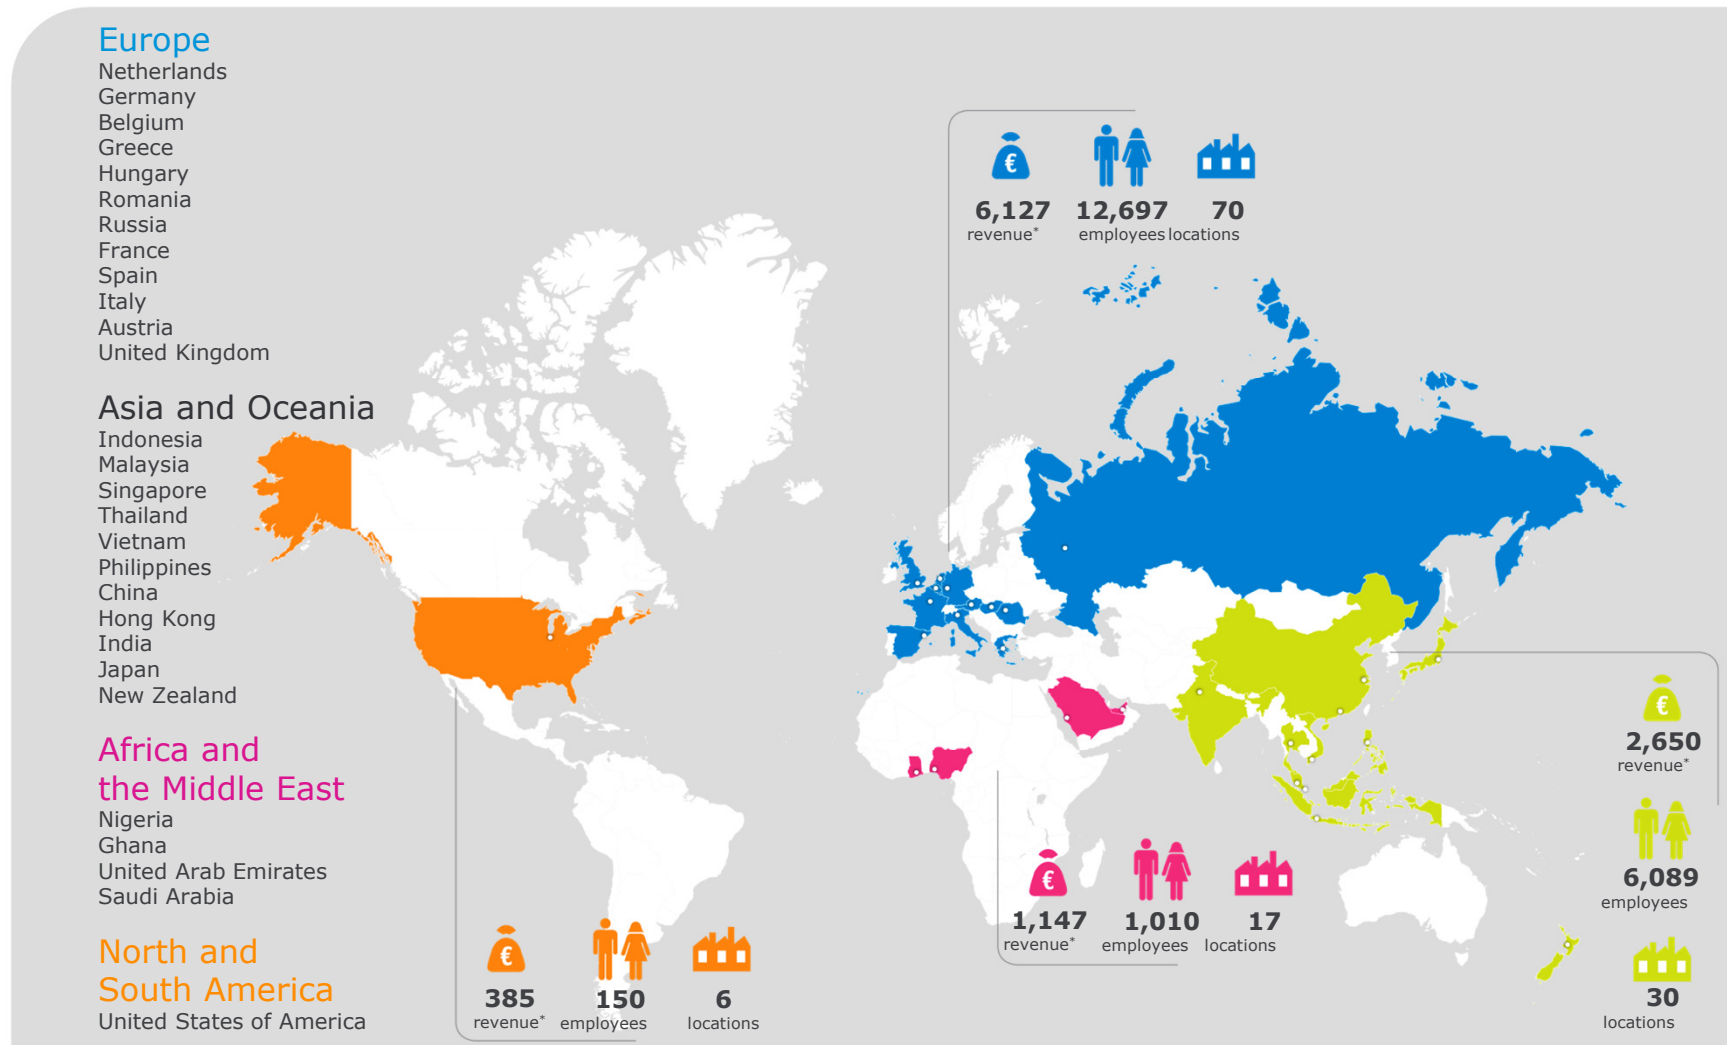 Europe
Netherlands
Germany
Belgium
Greece
Hungary
Romania
Russia
France
Spain
Italy
Austria
United Kingdom
Asia and Oceania
Indonesia
Malaysia
Singapore
Thailand
Vietnam
Philippines
China
Hong Kong
India
Japan
New Zealand
Africa and
the Middle East
Nigeria
Ghana
United Arab Emirates
Saudi Arabia
North and
South America
United States of America
€
6,127 12,697 70
revenue* employees locations
€
2,650
revenue*
6,089
employees
30
locations
€
1,147 1,010 17
revenue* employees locations
€
385 150 6
revenue* employees locations